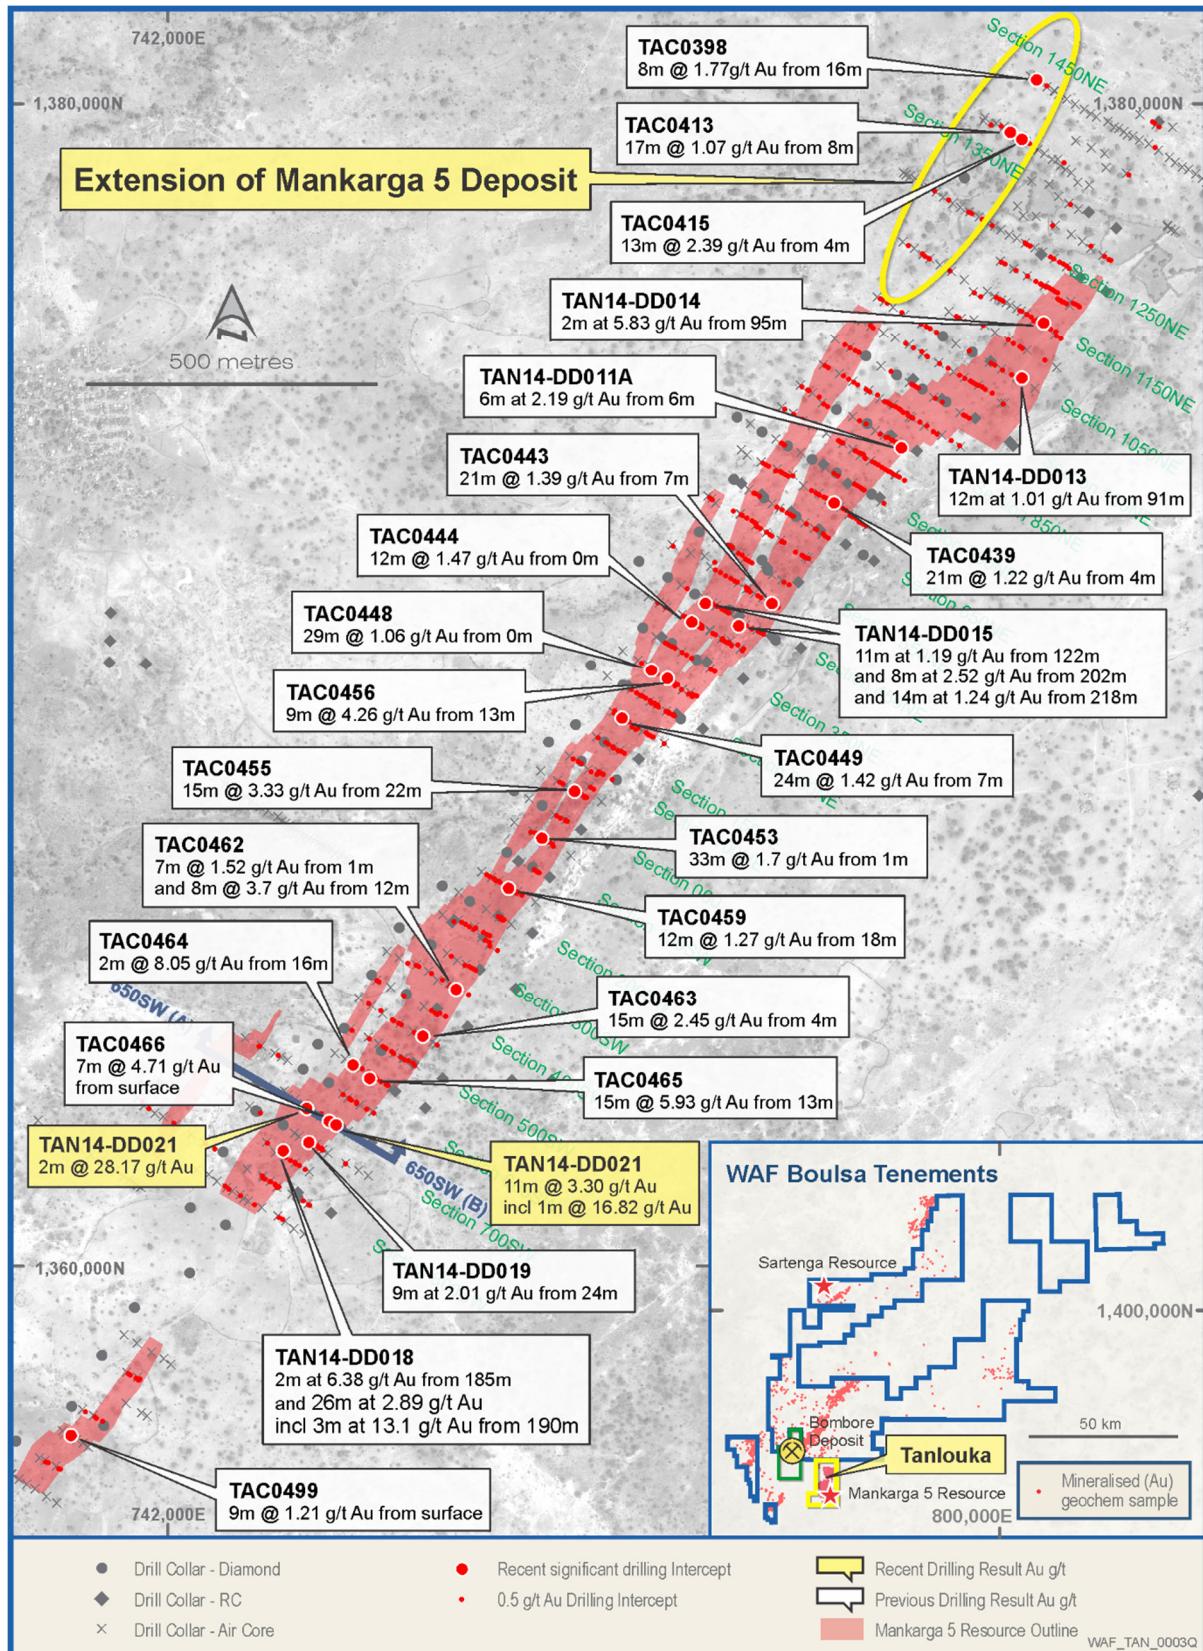 742,000E
1,380,000N
1,380,000N
Section 1450NE
TAC0398
8m @ 1.77g/t Au from 16m
TAC0413
17m @ 1.07 g/t Au from 8m
Section 1350NE
Extension of Mankarga 5 Deposit
TAC0415
13m @ 2.39 g/t Au from 4m
Section 1250NE
TAN14-DD014
2m at 5.83 g/t Au from 95m
Section 1150NE
500 metres
TAN14-DD011A
6m at 2.19 g/t Au from 6m
Section 1050NE
TAC0443
21m @ 1.39 g/t Au from 7m
TAN14-DD013
12m at 1.01 g/t Au from 91m
850NE
TAC0444
12m @ 1.47 g/t Au from 0m
TAC0439
21m @ 1.22 g/t Au from 4m
TAC0448
29m @ 1.06 g/t Au from 0m
TAN14-DD015
11m at 1.19 g/t Au from 122m
and 8m at 2.52 g/t Au from 202m
and 14m at 1.24 g/t Au from 218m
TAC0456
9m @ 4.26 g/t Au from 13m
Section
TAC0449
24m @ 1.42 g/t Au from 7m
TAC0455
15m @ 3.33 g/t Au from 22m
Section
TAC0453
33m @ 1.7 g/t Au from 1m
TAC0462
7m @ 1.52 g/t Au from 1m
and 8m @ 3.7 g/t Au from 12m
Section
TAC0459
12m @ 1.27 g/t Au from 18m
TAC0464
2m @ 8.05 g/t Au from 16m
Section
650SW
TAC0463
15m @ 2.45 g/t Au from 4m
300SW
TAC0466
7m @ 4.71 g/t Au
from surface
Section
TAC0465
15m @ 5.93 g/t Au from 13m
Section 500SW
TAN14-DD021
2m @ 28.17 g/t Au
TAN14-DD021
11m @ 3.30 g/t Au
incl 1m @ 16.82 g/t Au
650SW (B)
Section 700SW
1,360,000N
TAN14-DD019
9m at 2.01 g/t Au from 24m
TAN14-DD018
2m at 6.38 g/t Au from 185m
and 26m at 2.89 g/t Au
incl 3m at 13.1 g/t Au from 190m
TAC0499
9m @ 1.21 g/t Au from surface
742,000E
WAF Boulsa Tenements
Sartenga Resource
1,400,000N
Bombore
Deposit
50 km
Tanlouka
Mankarga 5 Resource
Mineralised (Au)
geochem sample
800,000E
Drill Collar - Diamond
Drill Collar - RC
Drill Collar - Air Core
Recent significant drilling Intercept
0.5 g/t Au Drilling Intercept
Recent Drilling Result Au g/t
Previous Drilling Result Au g/t
Mankarga 5 Resource Outline